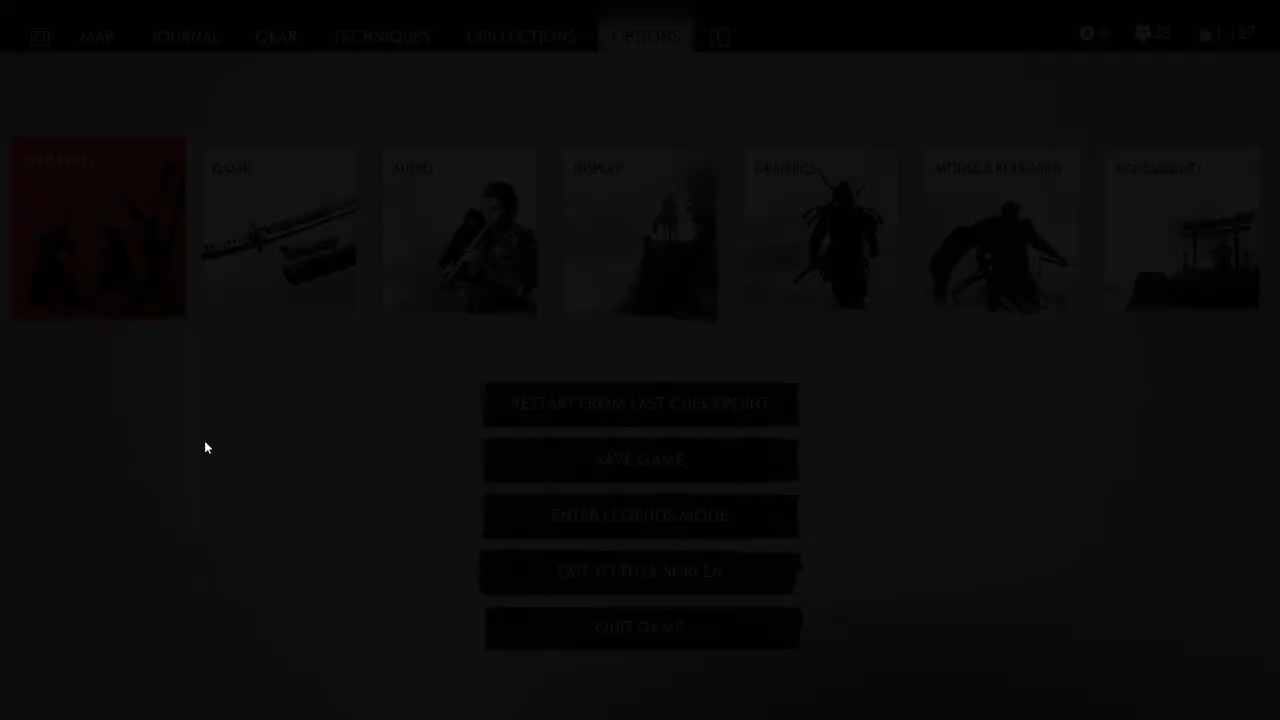 MAP JOURNAL GEAR TECHNIQUES COLLECTIONS OPTIONS
GAME AUDIO DISPLAY GRAPHICS MOUSE & KEYBOARD ACCESSIBILITY
RESTART FROM LAST CHECKPOINT
SAVE GAME
ENTER LEGENDS MODE
EXIT TO TITLE SCREEN
QUIT GAME